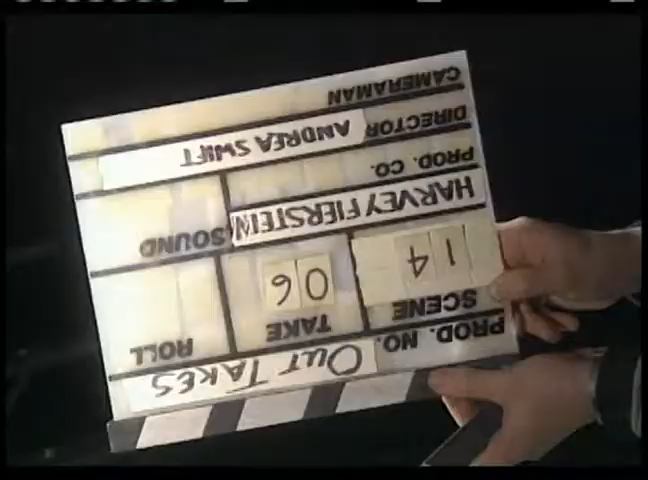 PROD. NO. OUT TAKES
SCENE TAKE ROLL
14 06
HARVEY FIERSTEIN SOUND
PROD. CO.
DIRECTOR ANDREA SWIFT
CAMERAMAN